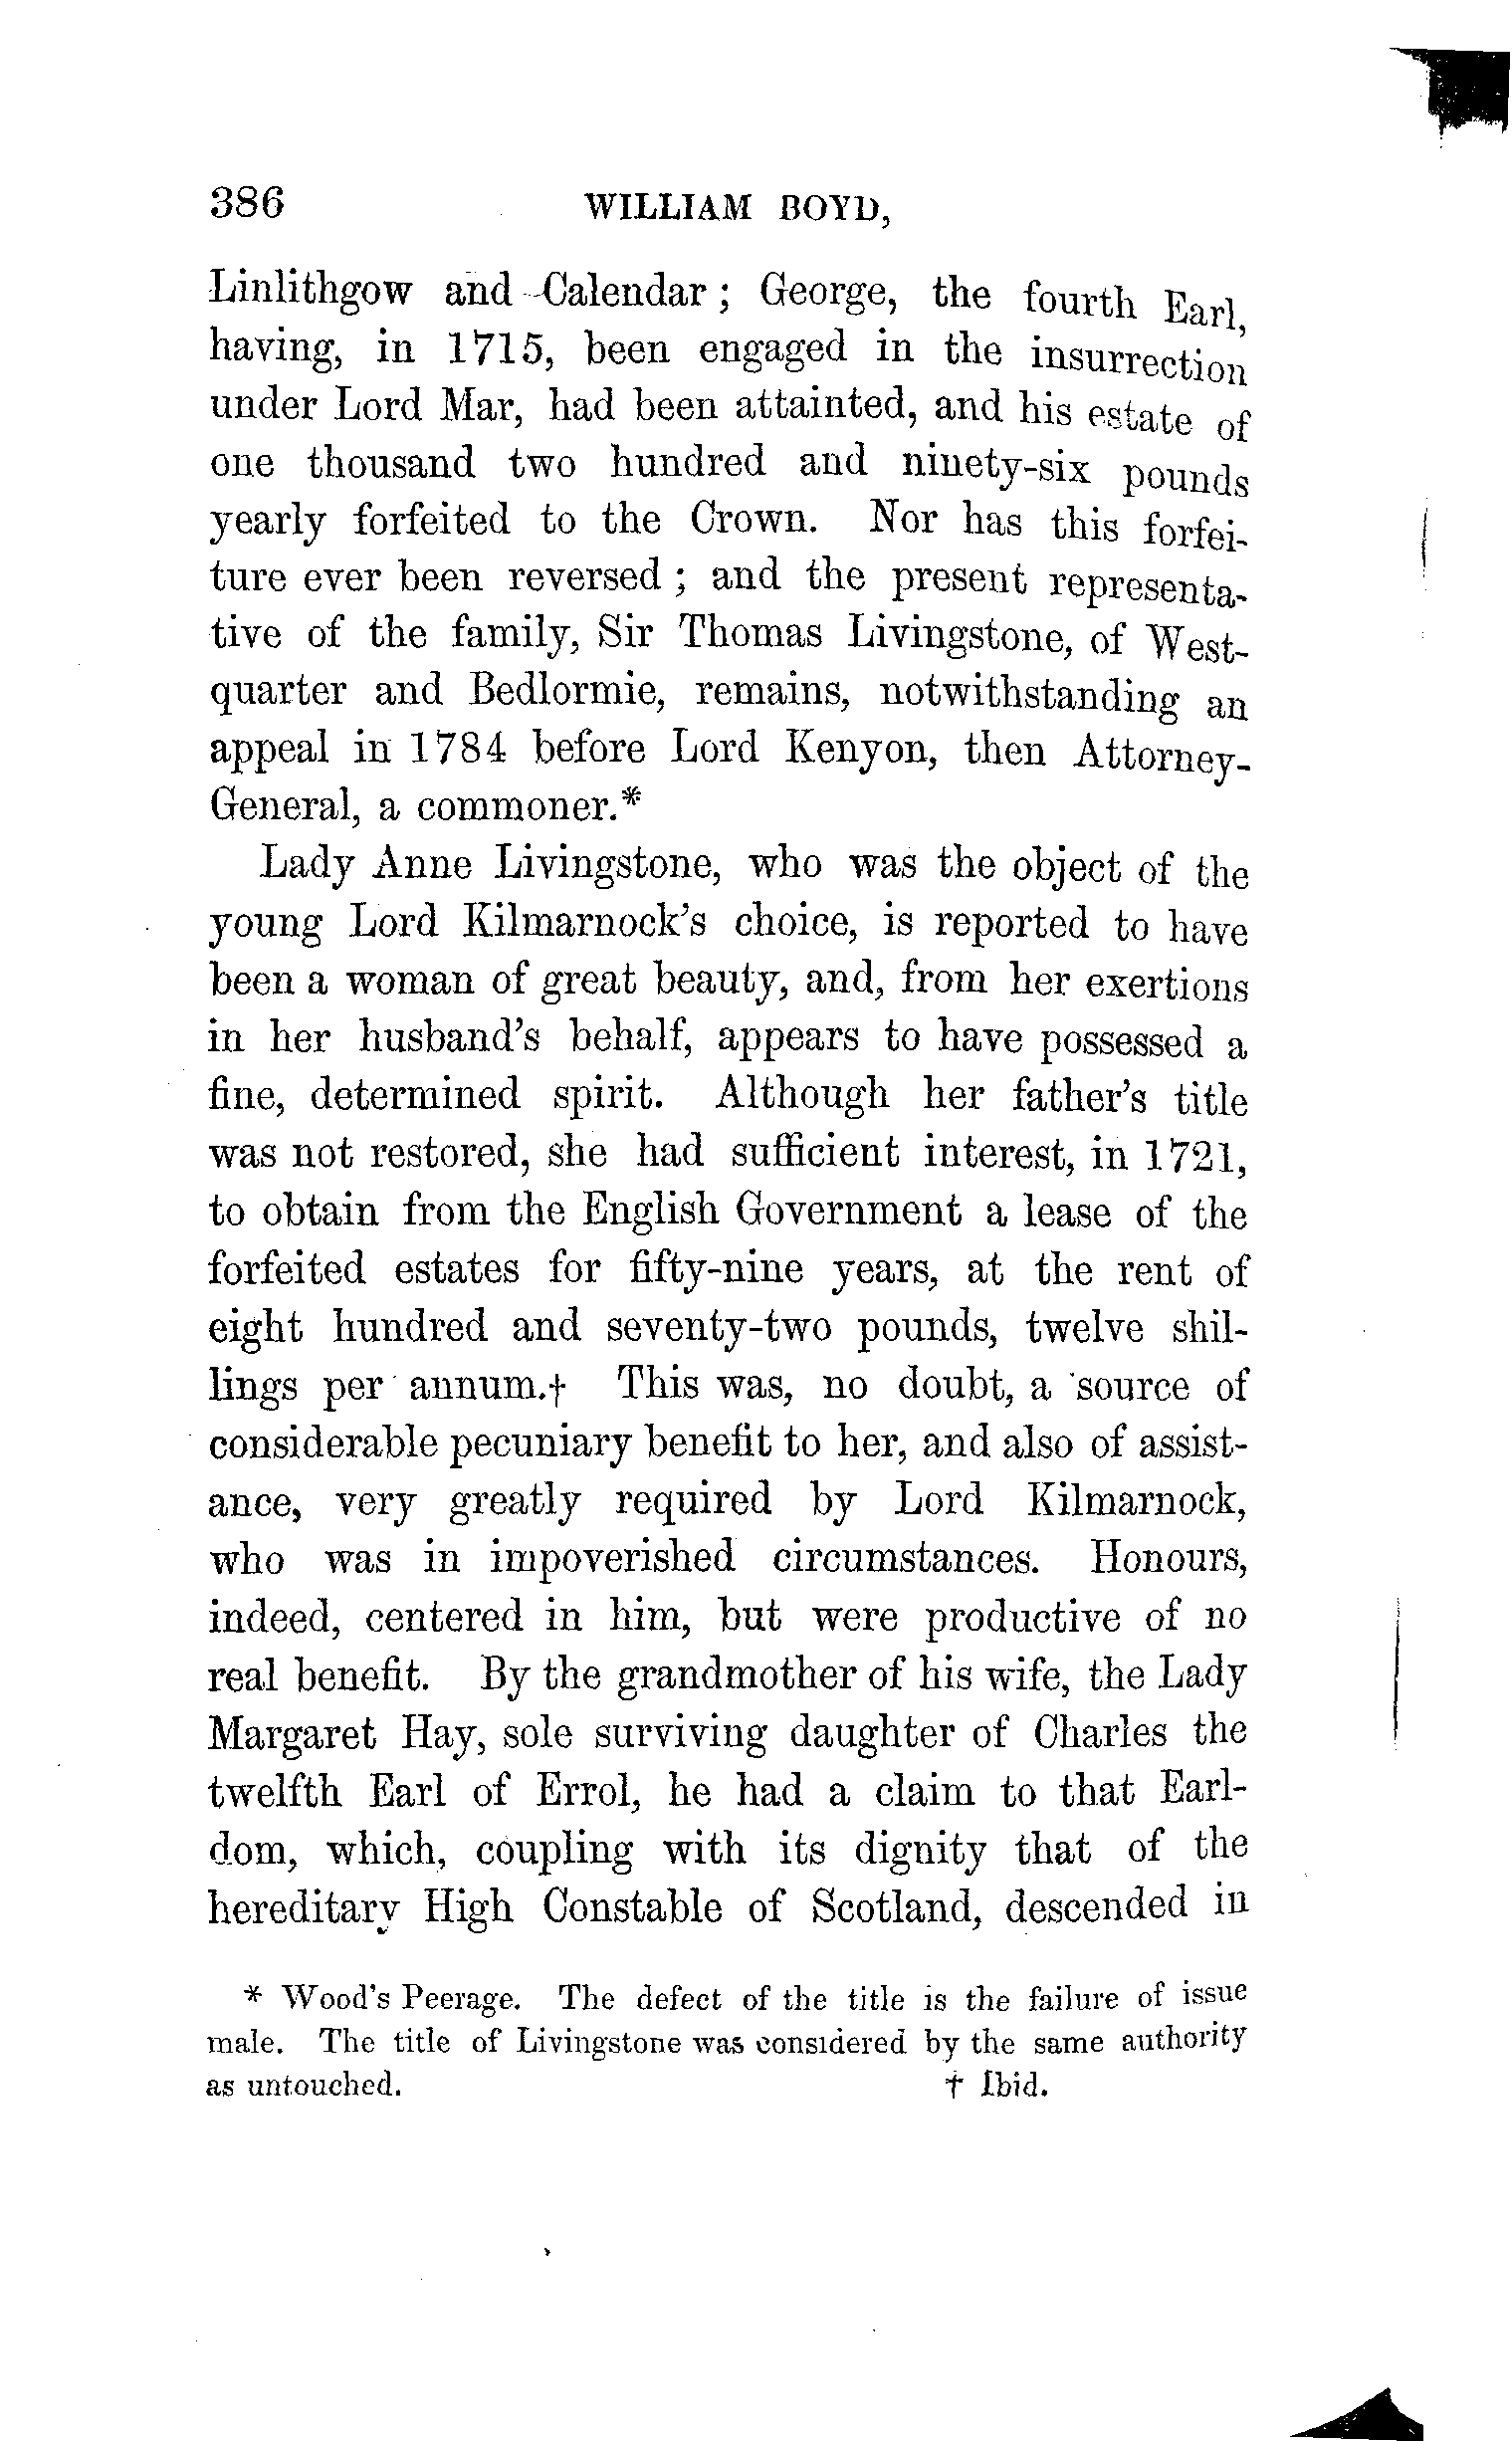 386 WILLIAM BOYD,
Linlithgow and Calendar; George, the fourth Earl,
having, in 1715, been engaged in the insurrection
under Lord Mar, had been attainted, and his estate of
one thousand two hundred and ninety-six pounds
yearly forfeited to the Crown. Nor has this forfei-
ture ever been reversed; and the present representa-
tive of the family, Sir Thomas Livingstone, of West-
quarter and Bedlormie, remains, notwithstanding an
appeal in 1784 before Lord Kenyon, then Attorney-
General, a commoner.*
Lady Anne Livingstone, who was the object of the
young Lord Kilmarnock's choice, is reported to have
been a woman of great beauty, and, from her exertions
in her husband's behalf, appears to have possessed a
fine, determined spirit. Although her father's title
was not restored, she had sufficient interest, in 1721,
to obtain from the English Government a lease of the
forfeited estates for fifty-nine years, at the rent of
eight hundred and seventy-two pounds, twelve shil-
lings per annum.† This was, no doubt, a source of
considerable pecuniary benefit to her, and also of assist-
ance, very greatly required by Lord Kilmarnock,
who was in impoverished circumstances. Honours,
indeed, centered in him, but were productive of no
real benefit. By the grandmother of his wife, the Lady
Margaret Hay, sole surviving daughter of Charles the
twelfth Earl of Errol, he had a claim to that Earl-
dom, which, coupling with its dignity that of the
hereditary High Constable of Scotland, descended in
* Wood's Peerage. The defect of the title is the failure of issue
male. The title of Livingstone was considered by the same authority
as untouched. † Ibid.